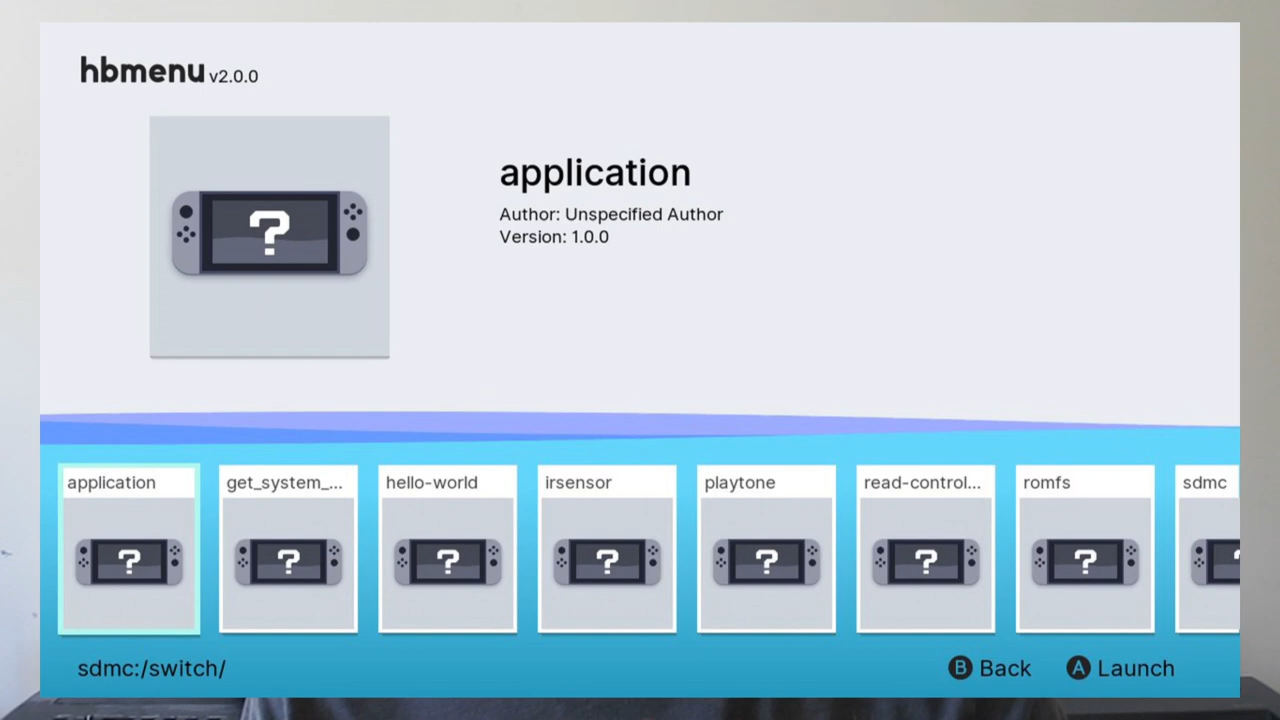 hbmenu v2.0.0
application
Author: Unspecified Author
Version: 1.0.0
application
get_system_...
hello-world
irsensor
playtone
read-control...
romfs
sdmc
sdmc:/switch/
B Back
A Launch